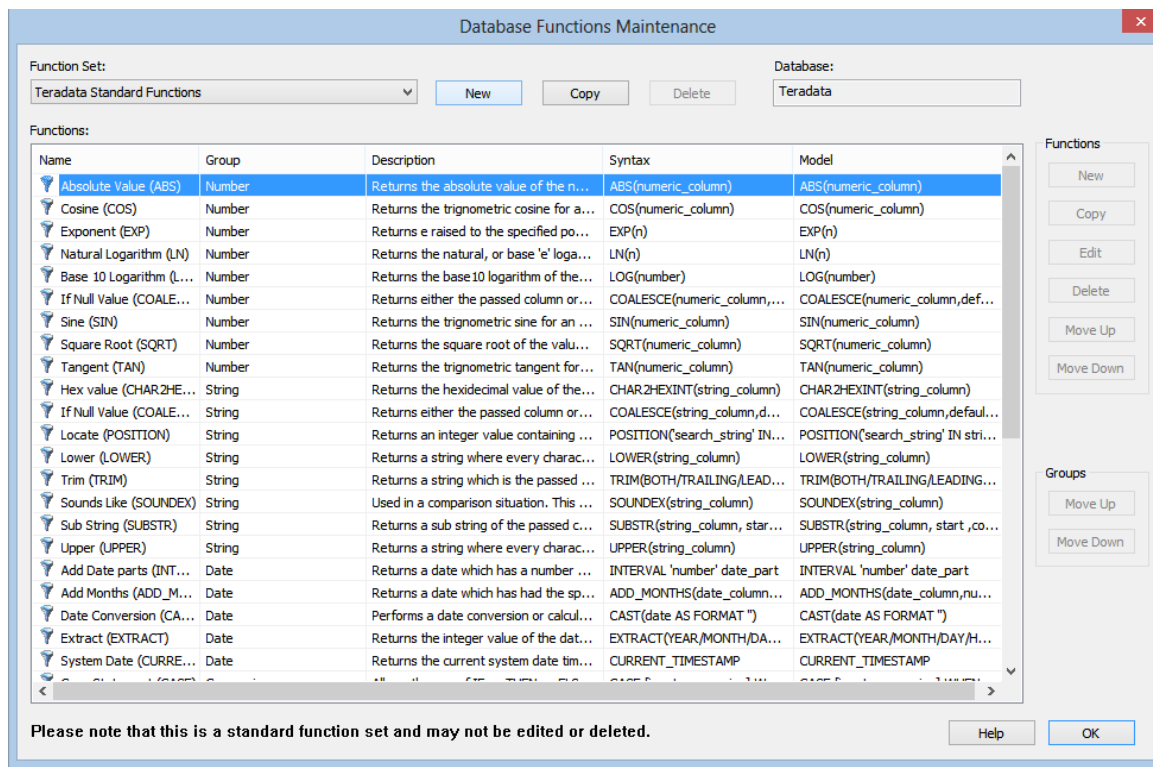 Database Functions Maintenance
Function Set:
Database:
Teradata Standard Functions
New
Copy
Delete
Teradata
Functions:
Name Group Description Syntax Model
Absolute Value (ABS) Number Returns the absolute value of the n... ABS(numeric_column) ABS(numeric_column)
Cosine (COS) Number Returns the trignometric cosine for a... COS(numeric_column) COS(numeric_column)
Exponent (EXP) Number Returns e raised to the specified po... EXP(n) EXP(n)
Natural Logarithm (LN) Number Returns the natural, or base 'e' loga... LN(n) LN(n)
Base 10 Logarithm (L... Number Returns the base10 logarithm of the... LOG(number) LOG(number)
If Null Value (COALE... Number Returns either the passed column or... COALESCE(numeric_column,... COALESCE(numeric_column,def...
Sine (SIN) Number Returns the trignometric sine for an ... SIN(numeric_column) SIN(numeric_column)
Square Root (SQRT) Number Returns the square root of the valu... SQRT(numeric_column) SQRT(numeric_column)
Tangent (TAN) Number Returns the trignometric tangent for... TAN(numeric_column) TAN(numeric_column)
Hex value (CHAR2HE... String Returns the hexidecimal value of the... CHAR2HEXINT(string_column) CHAR2HEXINT(string_column)
If Null Value (COALE... String Returns either the passed column or... COALESCE(string_column,d... COALESCE(string_column,defaul...
Locate (POSITION) String Returns an integer value containing ... POSITION('search_string' IN... POSITION('search_string' IN stri...
Lower (LOWER) String Returns a string where every charac... LOWER(string_column) LOWER(string_column)
Trim (TRIM) String Returns a string which is the passed ... TRIM(BOTH/TRAILING/LEAD... TRIM(BOTH/TRAILING/LEADING...
Sounds Like (SOUNDEX) String Used in a comparison situation. This ... SOUNDEX(string_column) SOUNDEX(string_column)
Sub String (SUBSTR) String Returns a sub string of the passed c... SUBSTR(string_column, star... SUBSTR(string_column, start ,co...
Upper (UPPER) String Returns a string where every charac... UPPER(string_column) UPPER(string_column)
Add Date parts (INT... Date Returns a date which has a number ... INTERVAL 'number' date_part INTERVAL 'number' date_part
Add Months (ADD_M... Date Returns a date which has had the sp... ADD_MONTHS(date_column... ADD_MONTHS(date_column,nu...
Date Conversion (CA... Date Performs a date conversion or calcul... CAST(date AS FORMAT '') CAST(date AS FORMAT '')
Extract (EXTRACT) Date Returns the integer value of the dat... EXTRACT(YEAR/MONTH/DA... EXTRACT(YEAR/MONTH/DAY/H...
System Date (CURRE... Date Returns the current system date tim... CURRENT_TIMESTAMP CURRENT_TIMESTAMP
Functions
New
Copy
Edit
Delete
Move Up
Move Down
Groups
Move Up
Move Down
Please note that this is a standard function set and may not be edited or deleted.
Help
OK